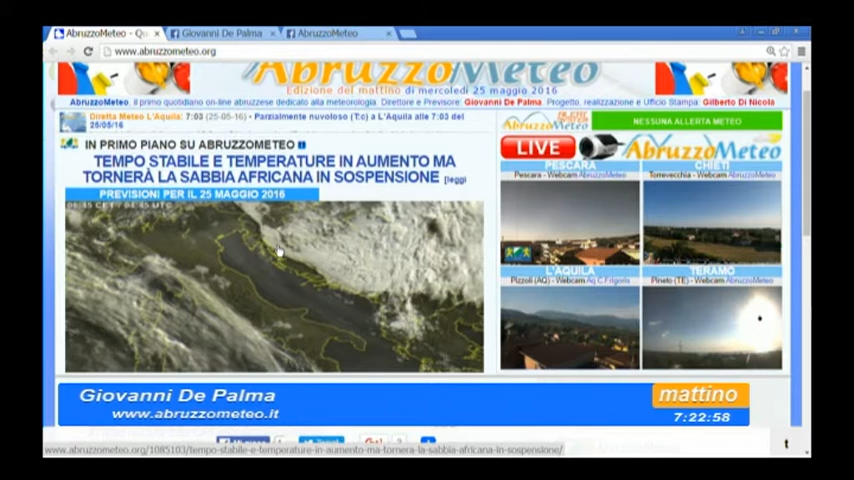 AbruzzoMeteo - Qu
Giovanni De Palma
AbruzzoMeteo
www.abruzzometeo.org
AbruzzoMeteo
Edizione del mattino di mercoledì 25 maggio 2016
AbruzzoMeteo, il primo quotidiano on-line abruzzese dedicato alla meteorologia. Direttore e Previsore: Giovanni De Palma. Progetto, realizzazione e Ufficio Stampa: Gilberto Di Nicola
Diretta Meteo L'Aquila: 7:03 (25-05-16) • Parzialmente nuvoloso (T:c) a L'Aquila alle 7:03 del
25/05/16
AbruzzoMeteo
NESSUNA ALLERTA METEO
IN PRIMO PIANO SU ABRUZZOMETEO
LIVE
AbruzzoMeteo
TEMPO STABILE E TEMPERATURE IN AUMENTO MA
TORNERÀ LA SABBIA AFRICANA IN SOSPENSIONE [leggi
PREVISIONI PER IL 25 MAGGIO 2016
PESCARA
CHIETI
Pescara - Webcam AbruzzoMeteo
Torrevecchia - Webcam AbruzzoMeteo
L'AQUILA
TERAMO
Pizzoli (AQ) - Webcam Aq C.Frigoris
Pineto (TE) - Webcam AbruzzoMeteo
Giovanni De Palma
www.abruzzometeo.it
mattino
7:22:58
www.abruzzometeo.org/1085103/tempo-stabile-e-temperature-in-aumento-ma-tornera-la-sabbia-africana-in-sospensione/
t